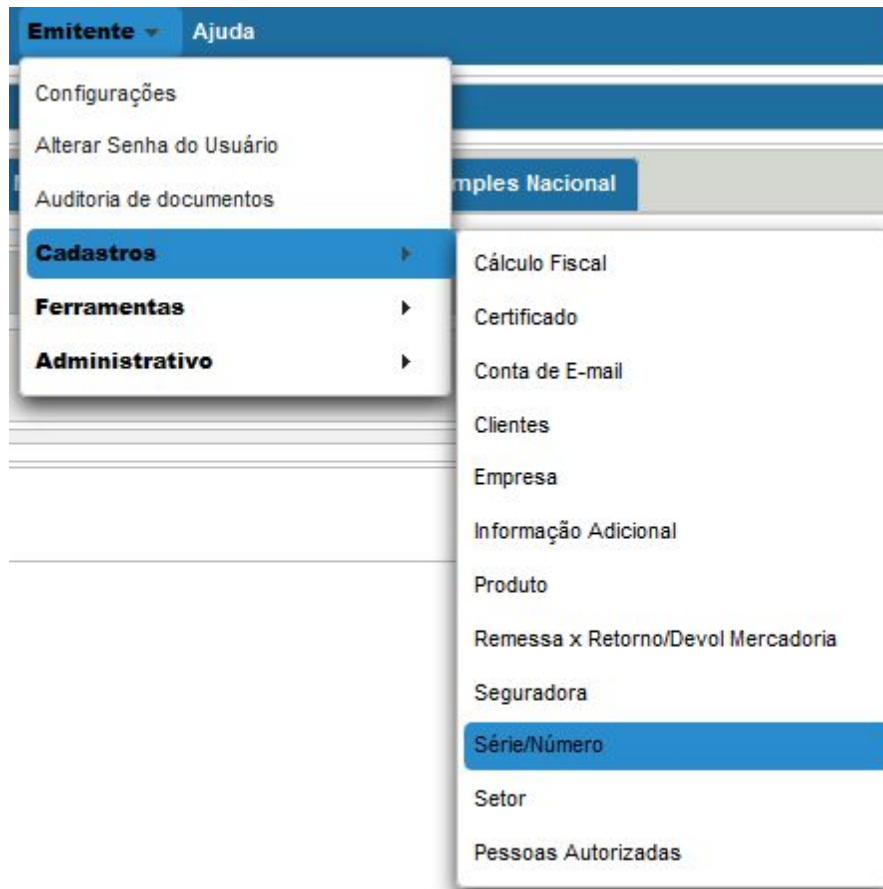 Emitente Ajuda
Configurações
Alterar Senha do Usuário
Auditoria de documentos
Nacional
Cadastros
Ferramentas
Administrativo
Cálculo Fiscal
Certificado
Conta de E-mail
Clientes
Empresa
Informação Adicional
Produto
Remessa x Retorno/Devol Mercadoria
Seguradora
Série/Número
Setor
Pessoas Autorizadas